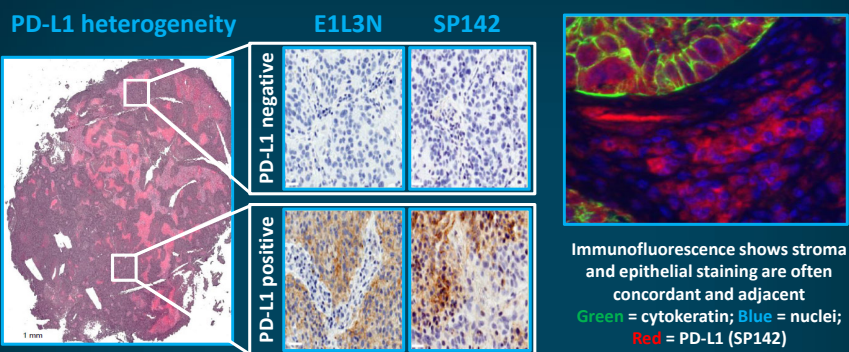 PD-L1 heterogeneity
E1L3N
SP142
PD-L1 negative
PD-L1 positive
1 mm
Immunofluorescence shows stroma
and epithelial staining are often
concordant and adjacent
Green = cytokeratin; Blue = nuclei;
Red = PD-L1 (SP142)